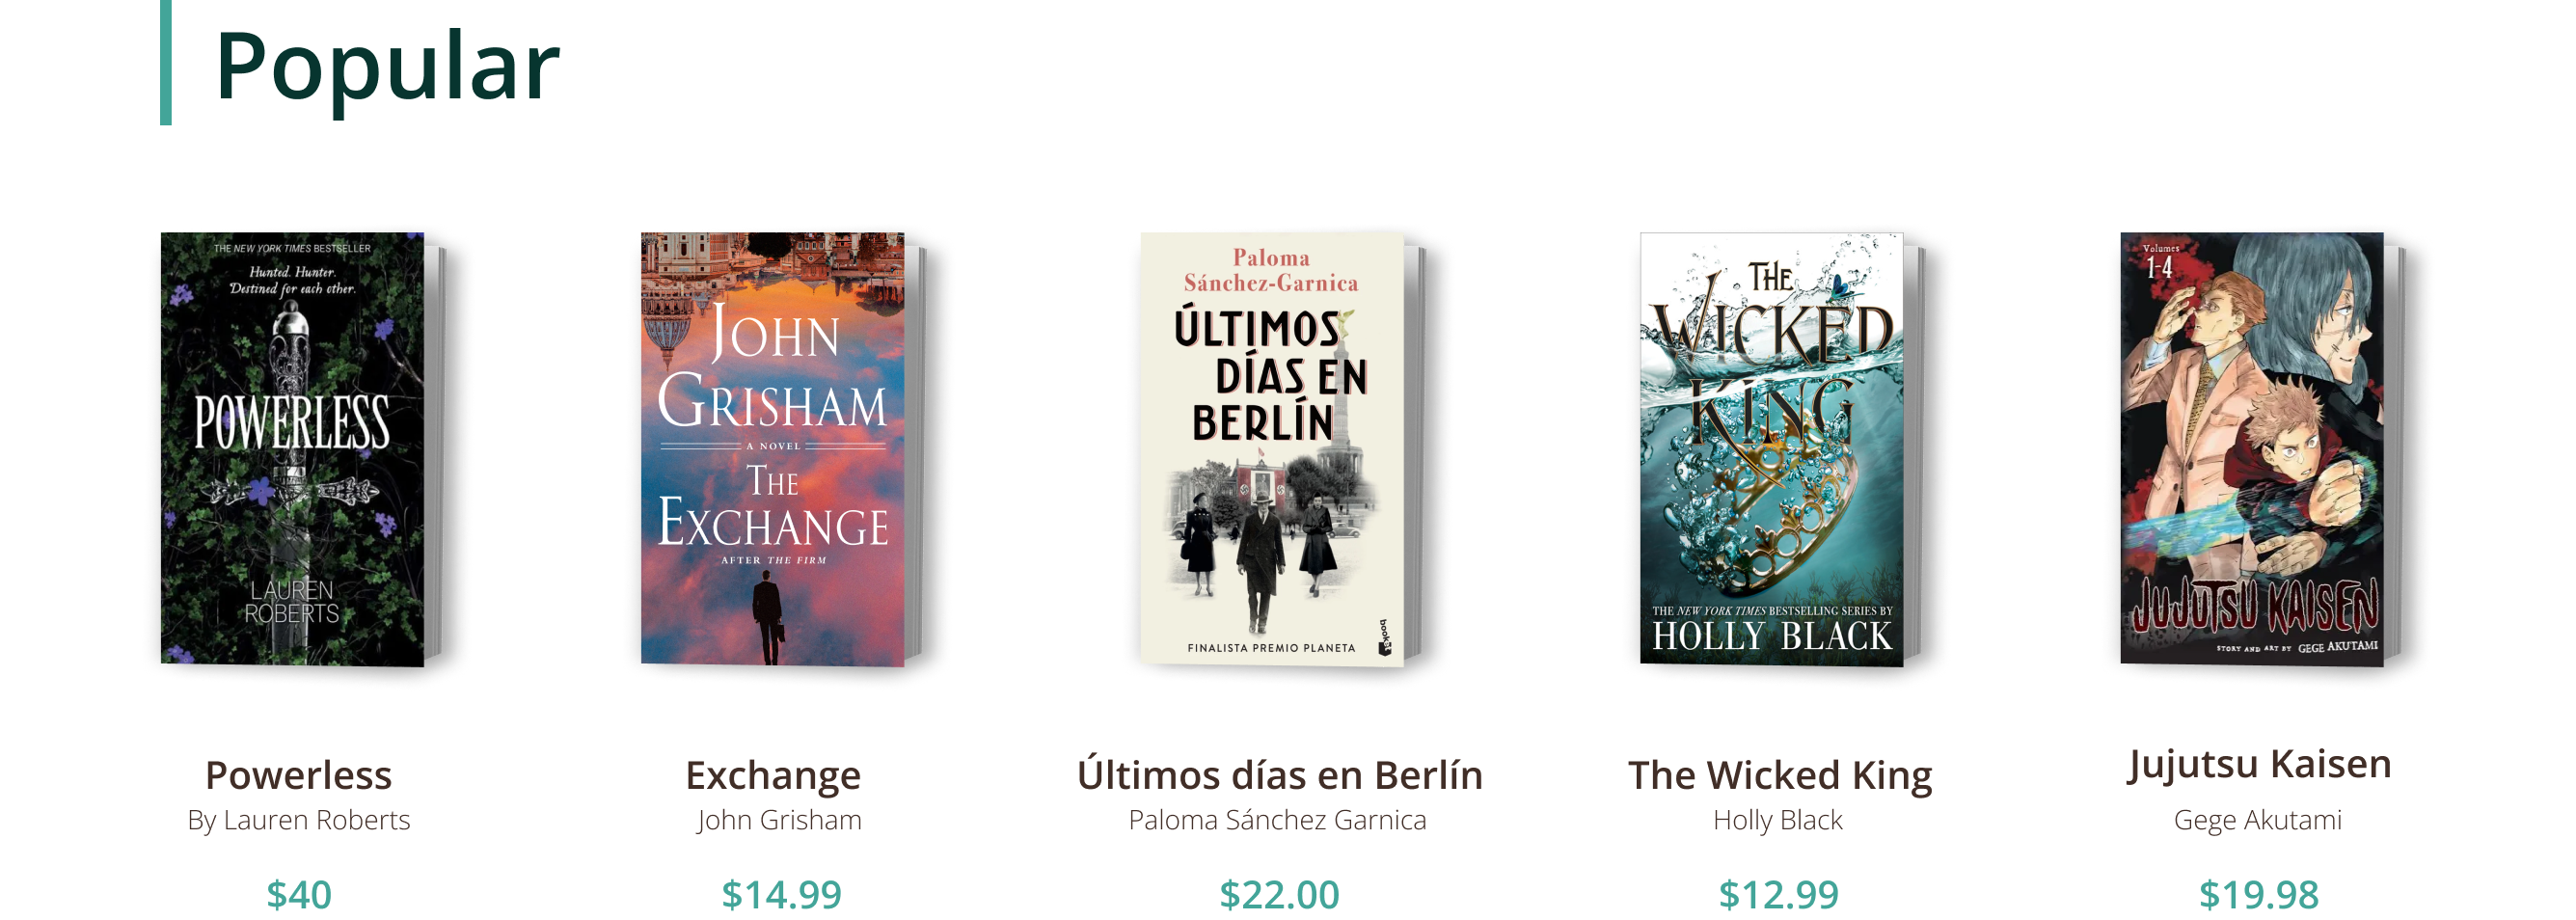 Popular
THE NEW YORK TIMES BESTSELLER
Hunted. Hunter.
Destined for each other.
POWERLESS
LAUREN
ROBERTS
JOHN
GRISHAM
A NOVEL
THE
EXCHANGE
AFTER THE FIRM
Paloma
Sánchez-Garnica
ÚLTIMOS
DÍAS EN
BERLÍN
FINALISTA PREMIO PLANETA
booket
THE
WICKED
KING
THE NEW YORK TIMES BESTSELLING SERIES BY
HOLLY BLACK
Volumes
1-4
JUJUTSU KAISEN
STORY AND ART BY GEGE AKUTAMI
Powerless
By Lauren Roberts
$40
Exchange
John Grisham
$14.99
Últimos días en Berlín
Paloma Sánchez Garnica
$22.00
The Wicked King
Holly Black
$12.99
Jujutsu Kaisen
Gege Akutami
$19.98